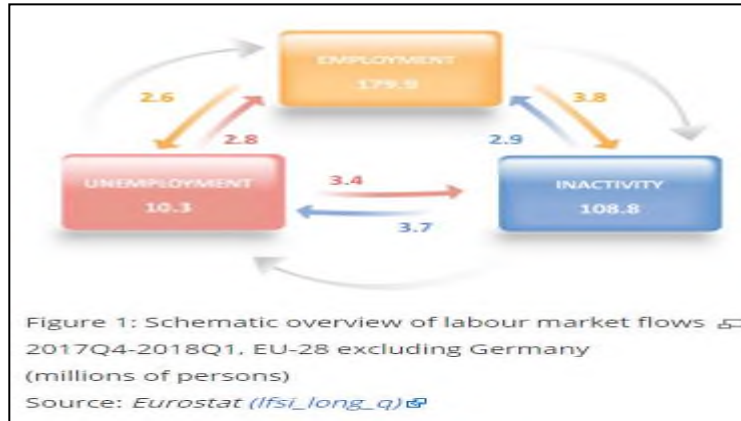 EMPLOYMENT
179.9
2.6
3.8
2.8
2.9
UNEMPLOYMENT
10.3
3.4
INACTIVITY
108.8
3.7
Figure 1: Schematic overview of labour market flows
2017Q4-2018Q1, EU-28 excluding Germany
(millions of persons)
Source: Eurostat (lfsi_long_q)